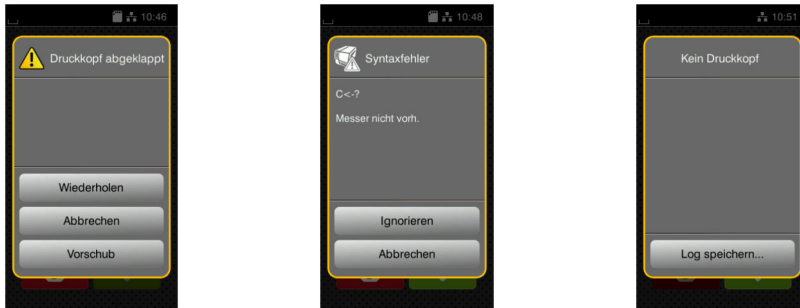 10:46
Druckkopf abgeklappt
Wiederholen
Abbrechen
Vorschub
10:48
Syntaxfehler
C<-?
Messer nicht vorh.
Ignorieren
Abbrechen
10:51
Kein Druckkopf
Log speichern...